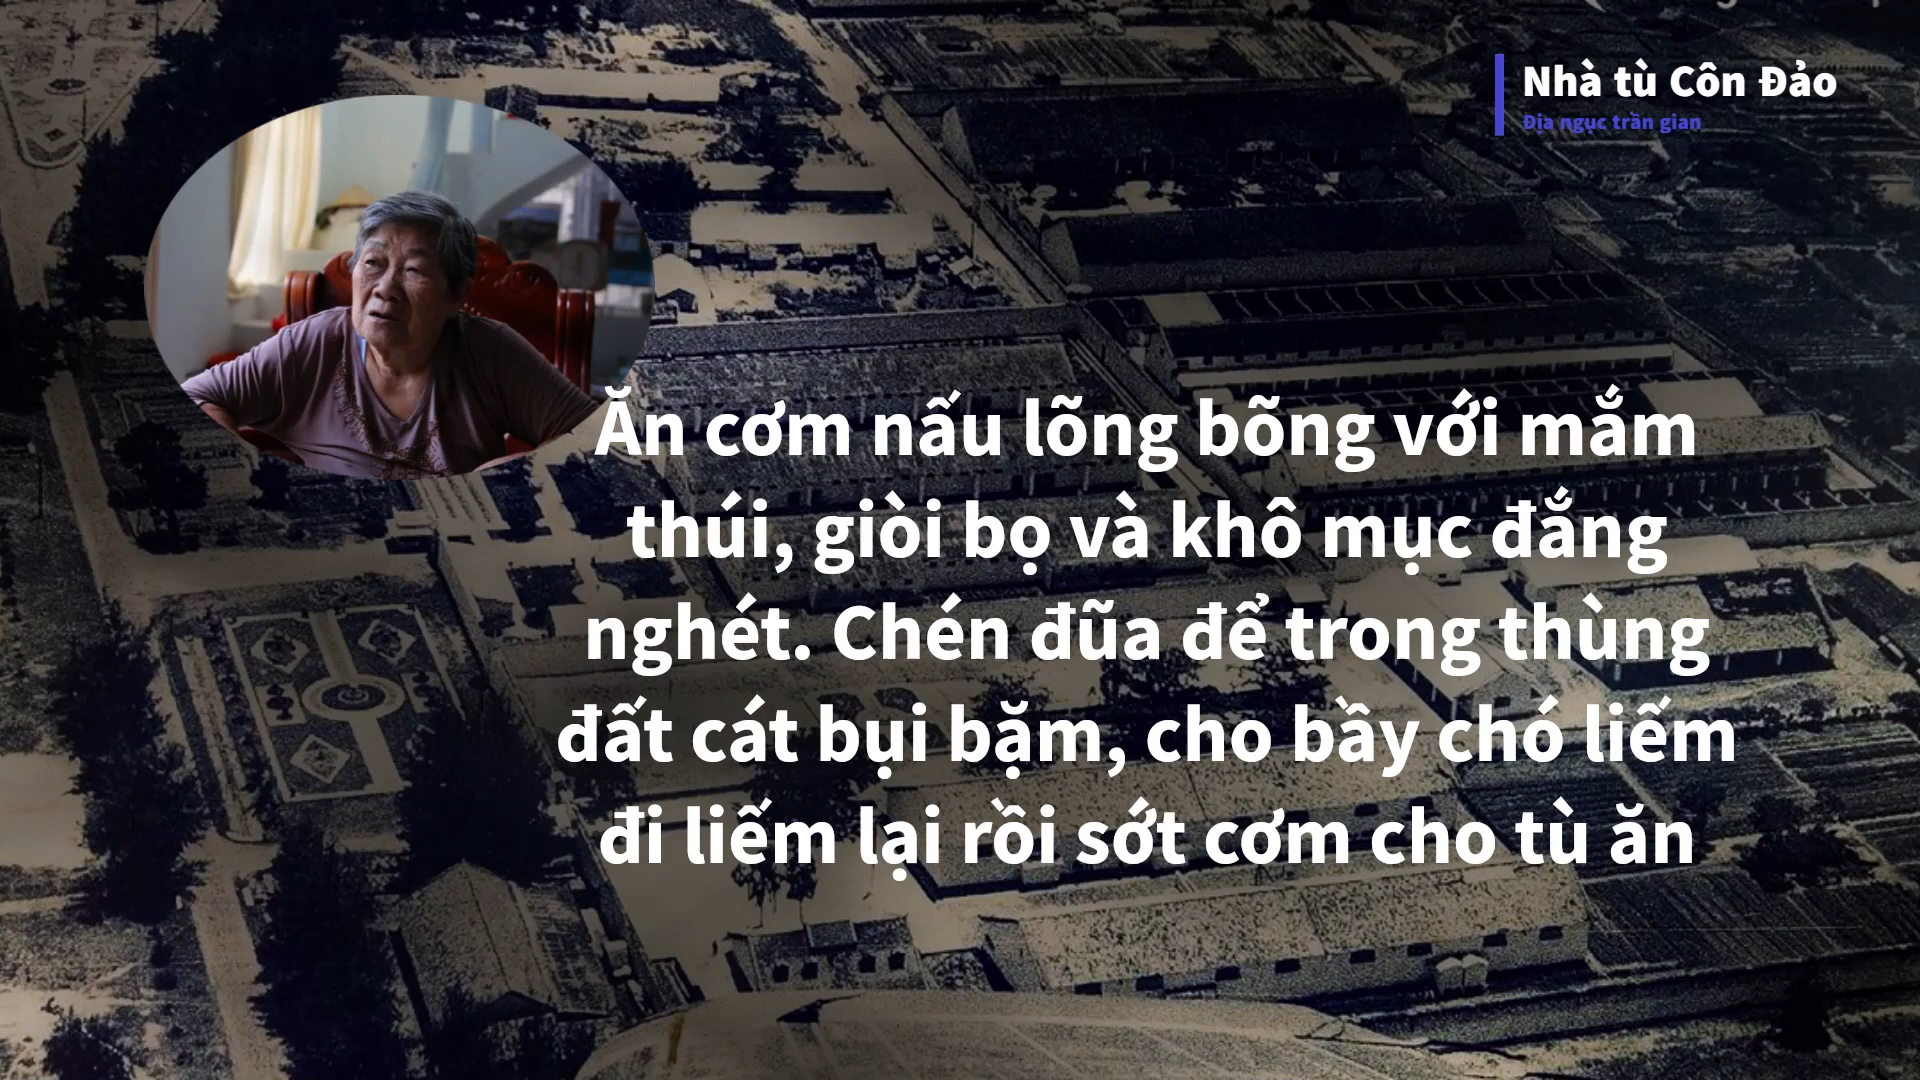 Nhà tù Côn Đảo
Địa ngục trần gian
Ăn cơm nấu lõng bõng với mắm
thúi, giòi bọ và khô mục đắng
nghét. Chén đũa để trong thùng
đất cát bụi bặm, cho bầy chó liếm
đi liếm lại rồi sớt cơm cho tù ăn